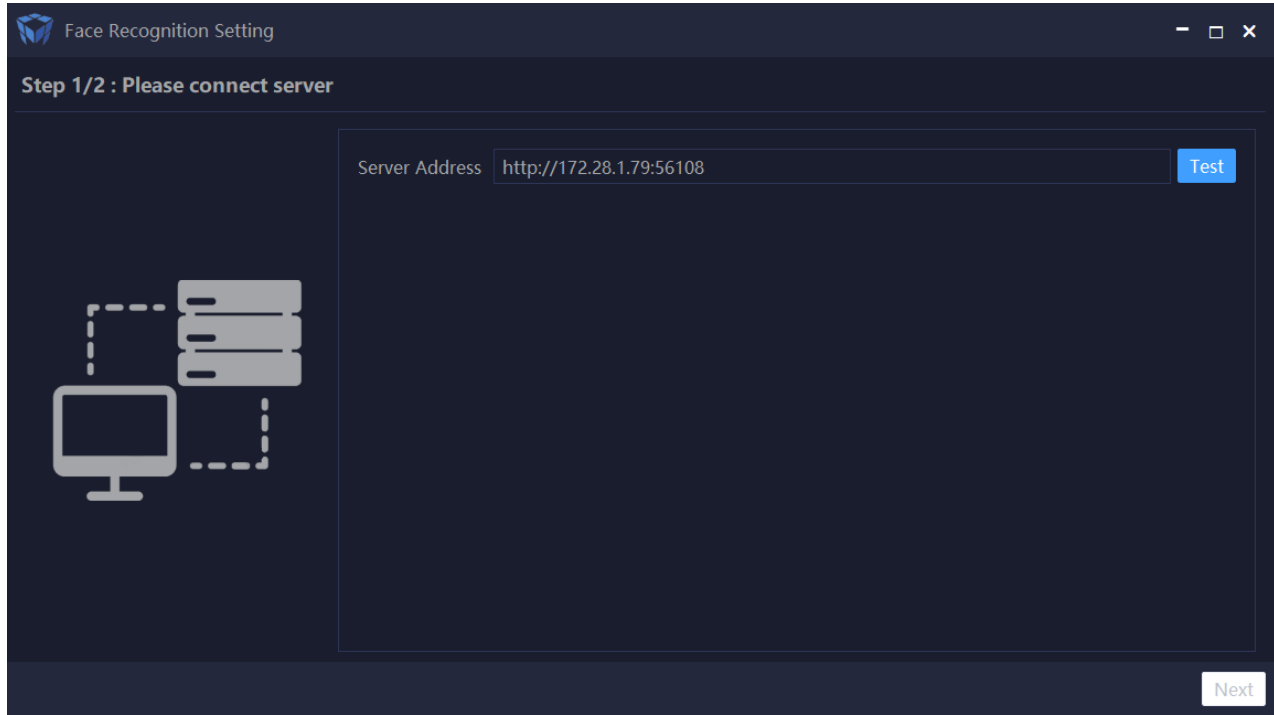 Face Recognition Setting
Step 1/2 : Please connect server
Server Address http://172.28.1.79:56108 Test
Next